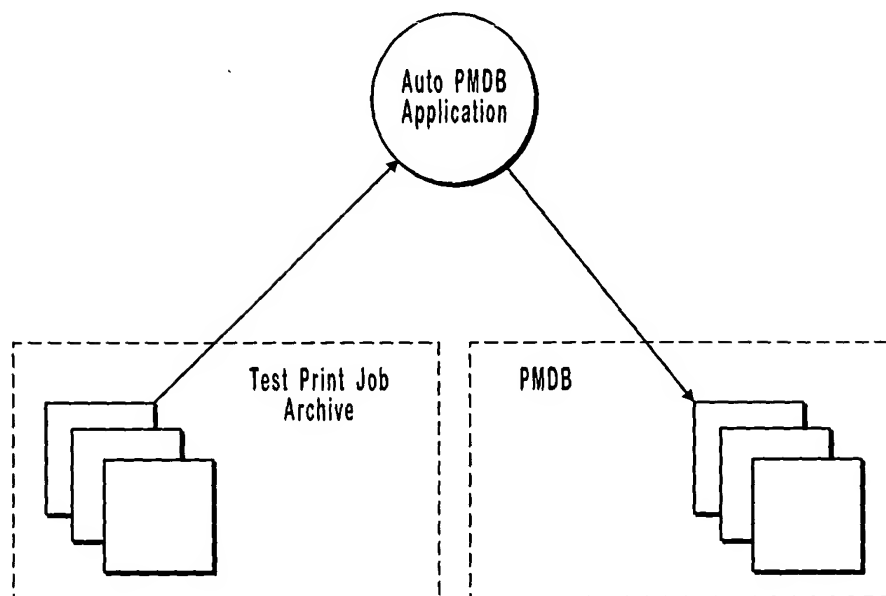 Auto PMDB
Application
Test Print Job
Archive
PMDB